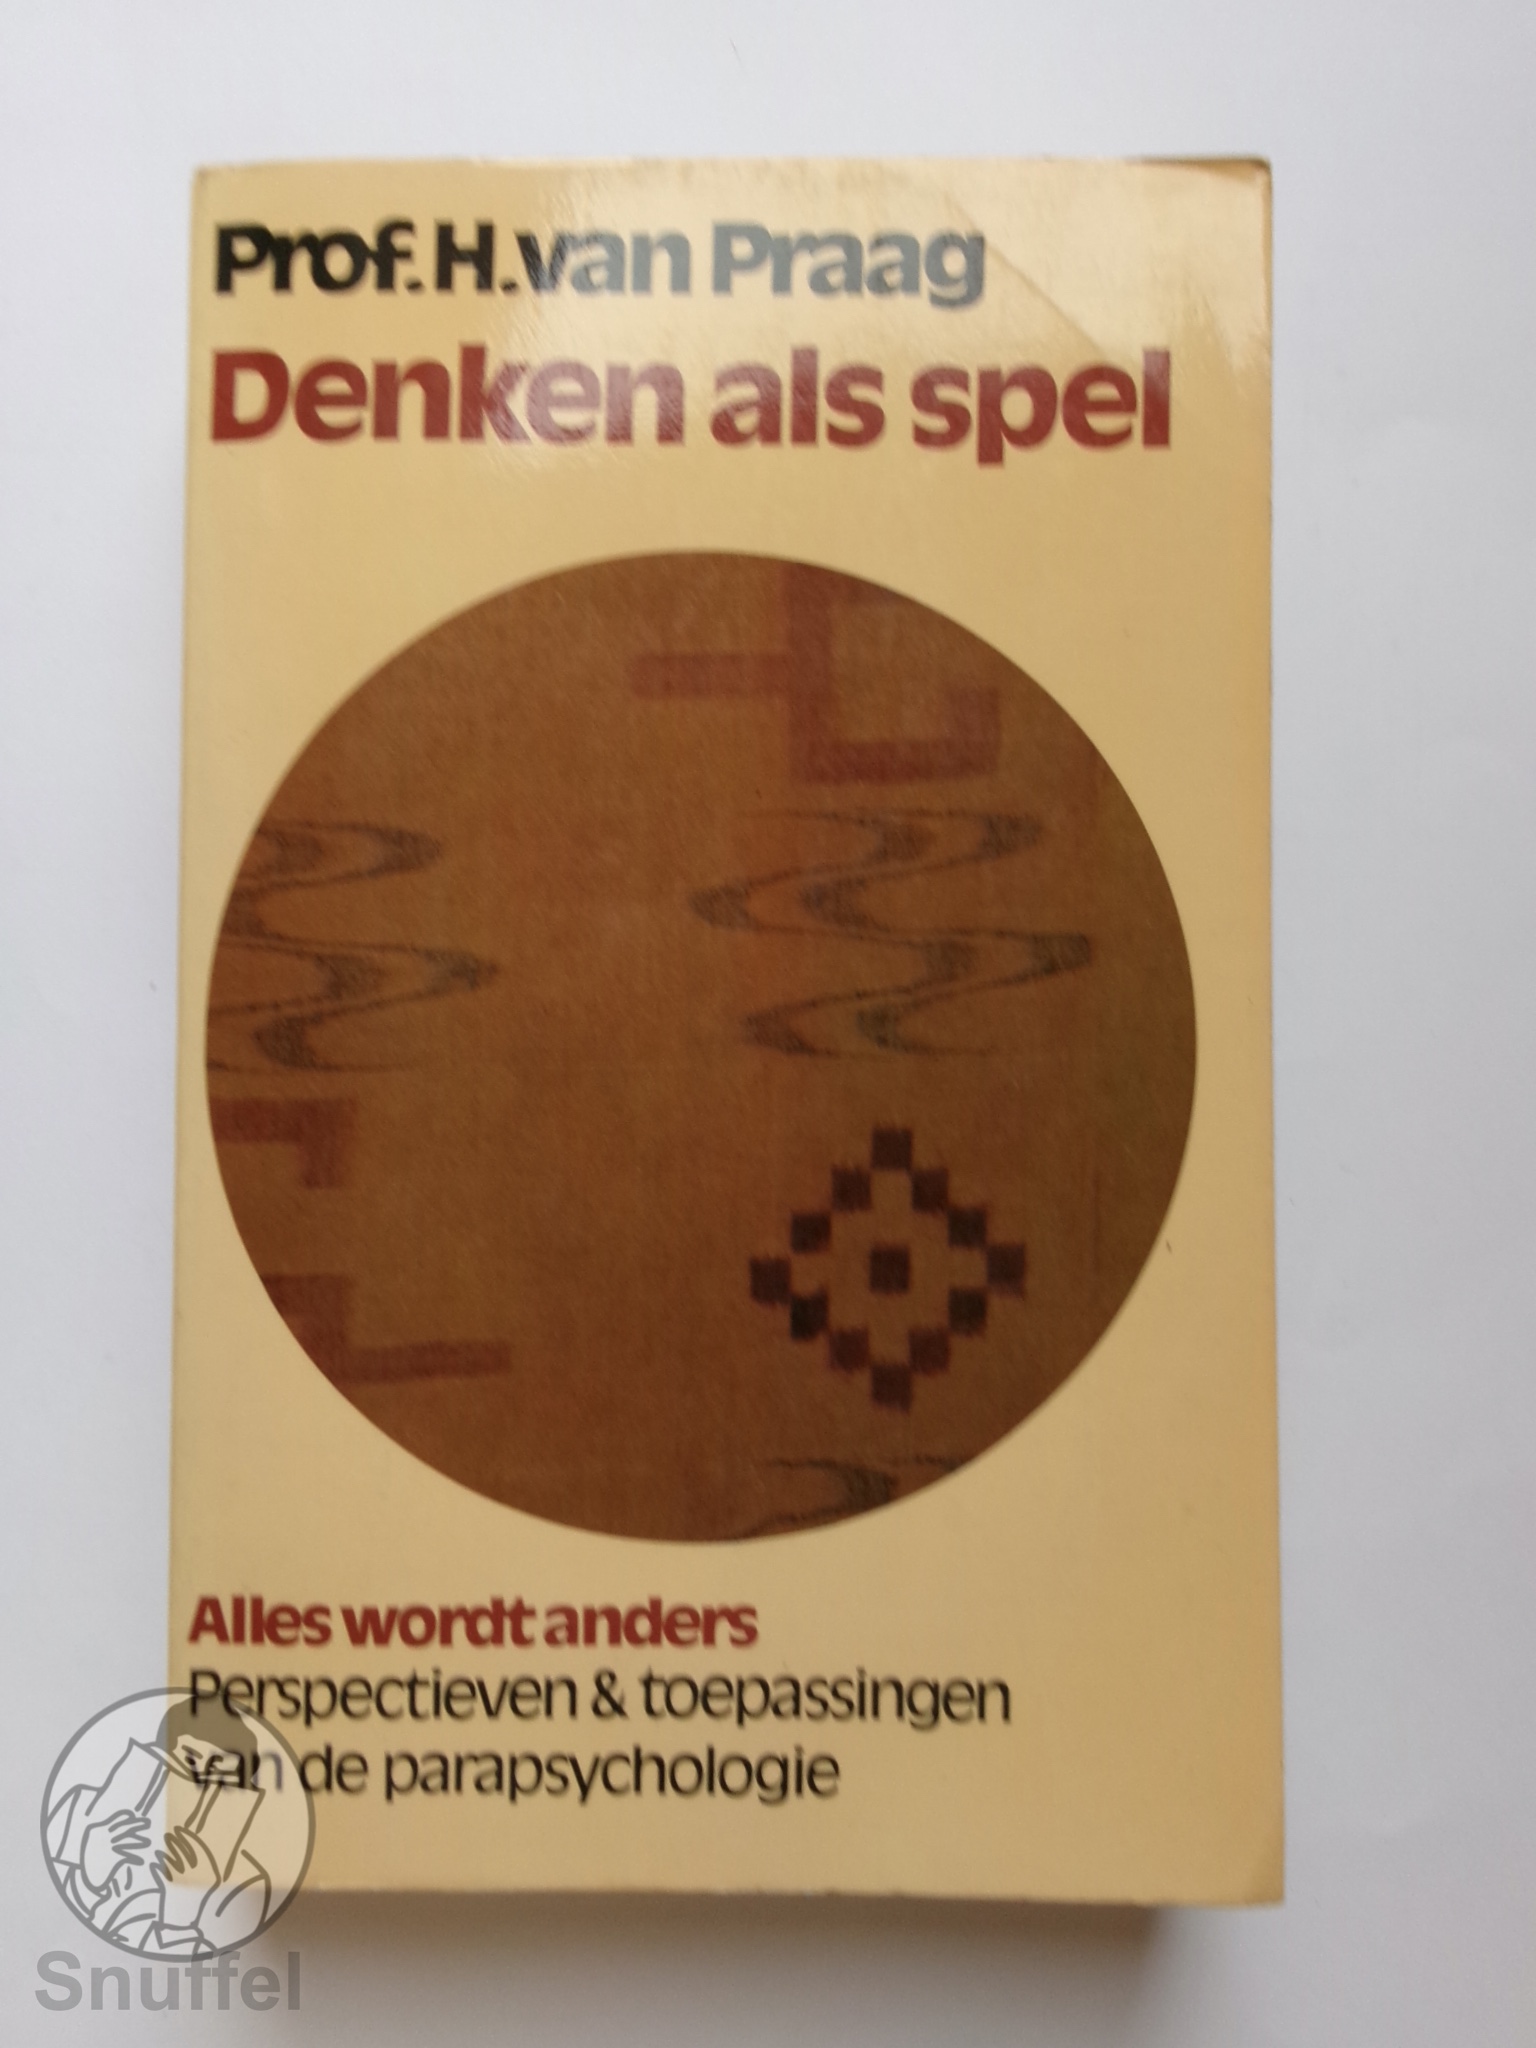 Prof. H. van Praag
Denken als spel
Alles wordt anders
Perspectieven & toepassingen
van de parapsychologie
Snuffel